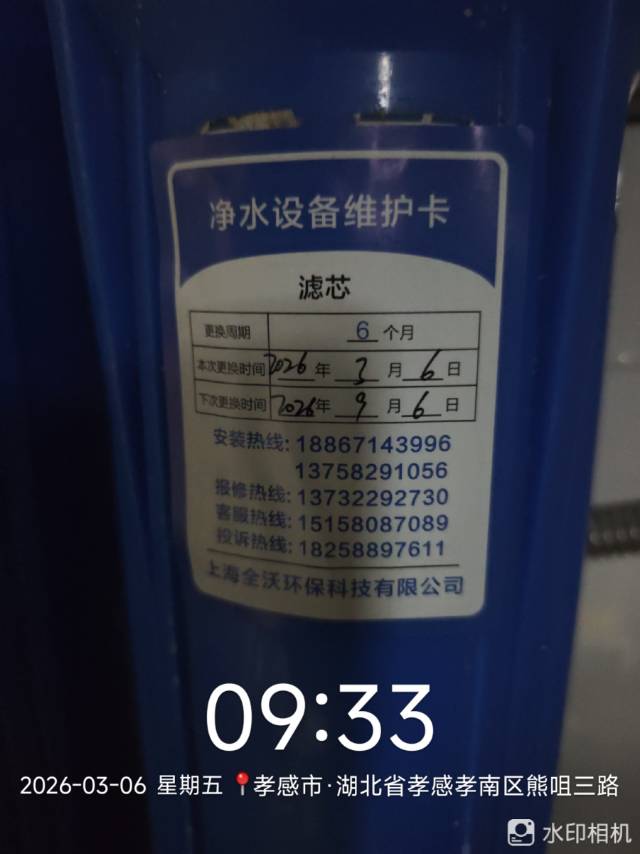 净水设备维护卡
滤芯
更换周期 6 个月
本次更换时间 2026 年 3 月 6 日
下次更换时间 2026 年 9 月 6 日
安装热线: 18867143996
13758291056
报修热线: 13732292730
客服热线: 15158087089
投诉热线: 18258897611
上海全沃环保科技有限公司
09:33
2026-03-06 星期五 孝感市·湖北省孝感孝南区熊咀三路
水印相机